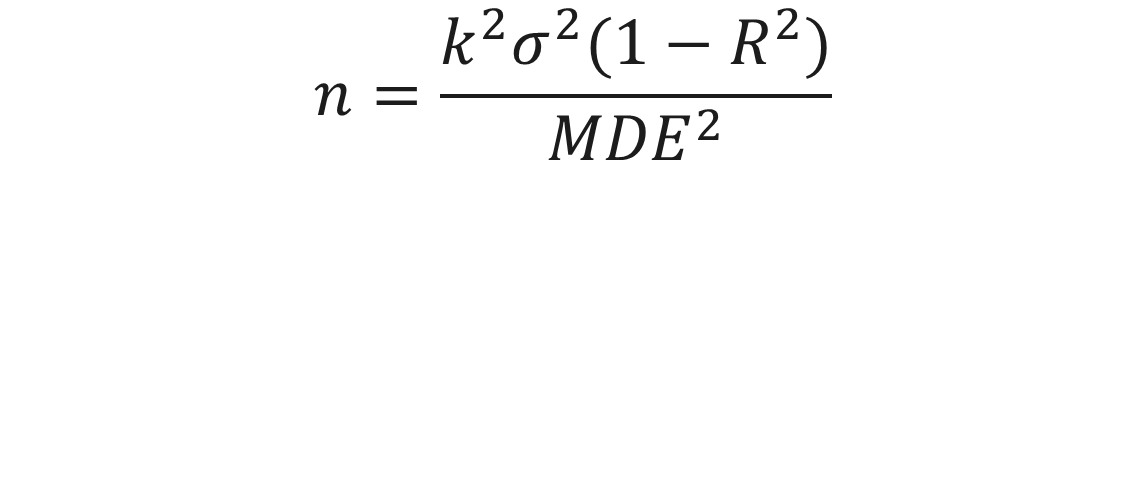 n = k²σ²(1 − R²) / MDE²